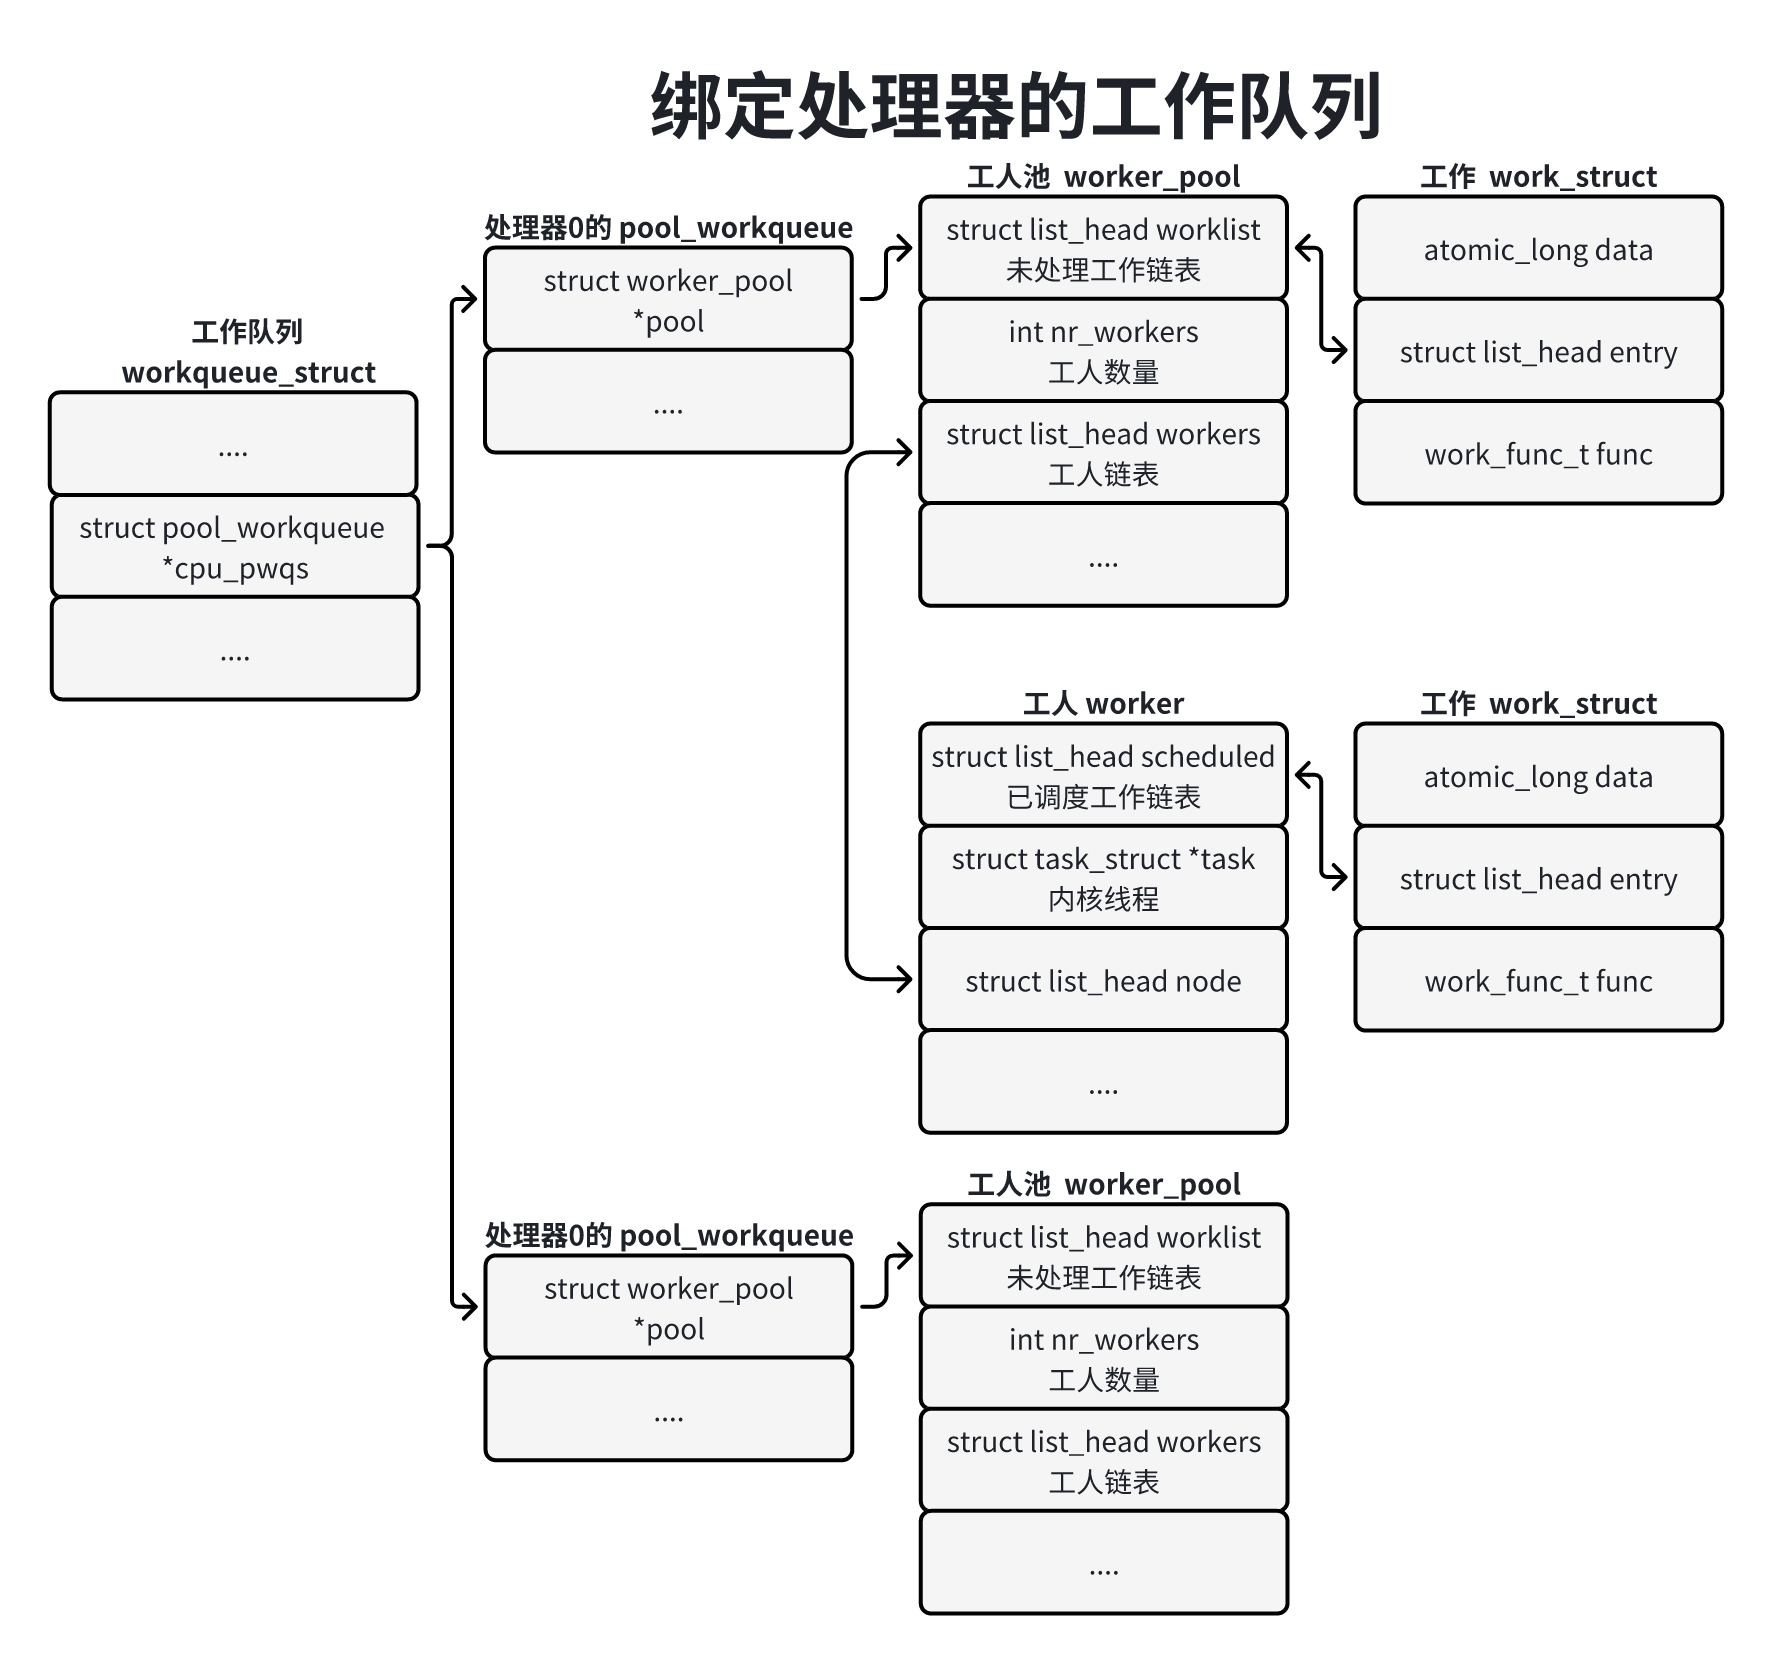 绑定处理器的工作队列
工作队列
workqueue_struct
....
struct pool_workqueue
*cpu_pwqs
....
处理器0的 pool_workqueue
struct worker_pool
*pool
....
工人池 worker_pool
struct list_head worklist
未处理工作链表
int nr_workers
工人数量
struct list_head workers
工人链表
....
工作 work_struct
atomic_long data
struct list_head entry
work_func_t func
工人 worker
struct list_head scheduled
已调度工作链表
struct task_struct *task
内核线程
struct list_head node
....
工作 work_struct
atomic_long data
struct list_head entry
work_func_t func
处理器0的 pool_workqueue
struct worker_pool
*pool
....
工人池 worker_pool
struct list_head worklist
未处理工作链表
int nr_workers
工人数量
struct list_head workers
工人链表
....